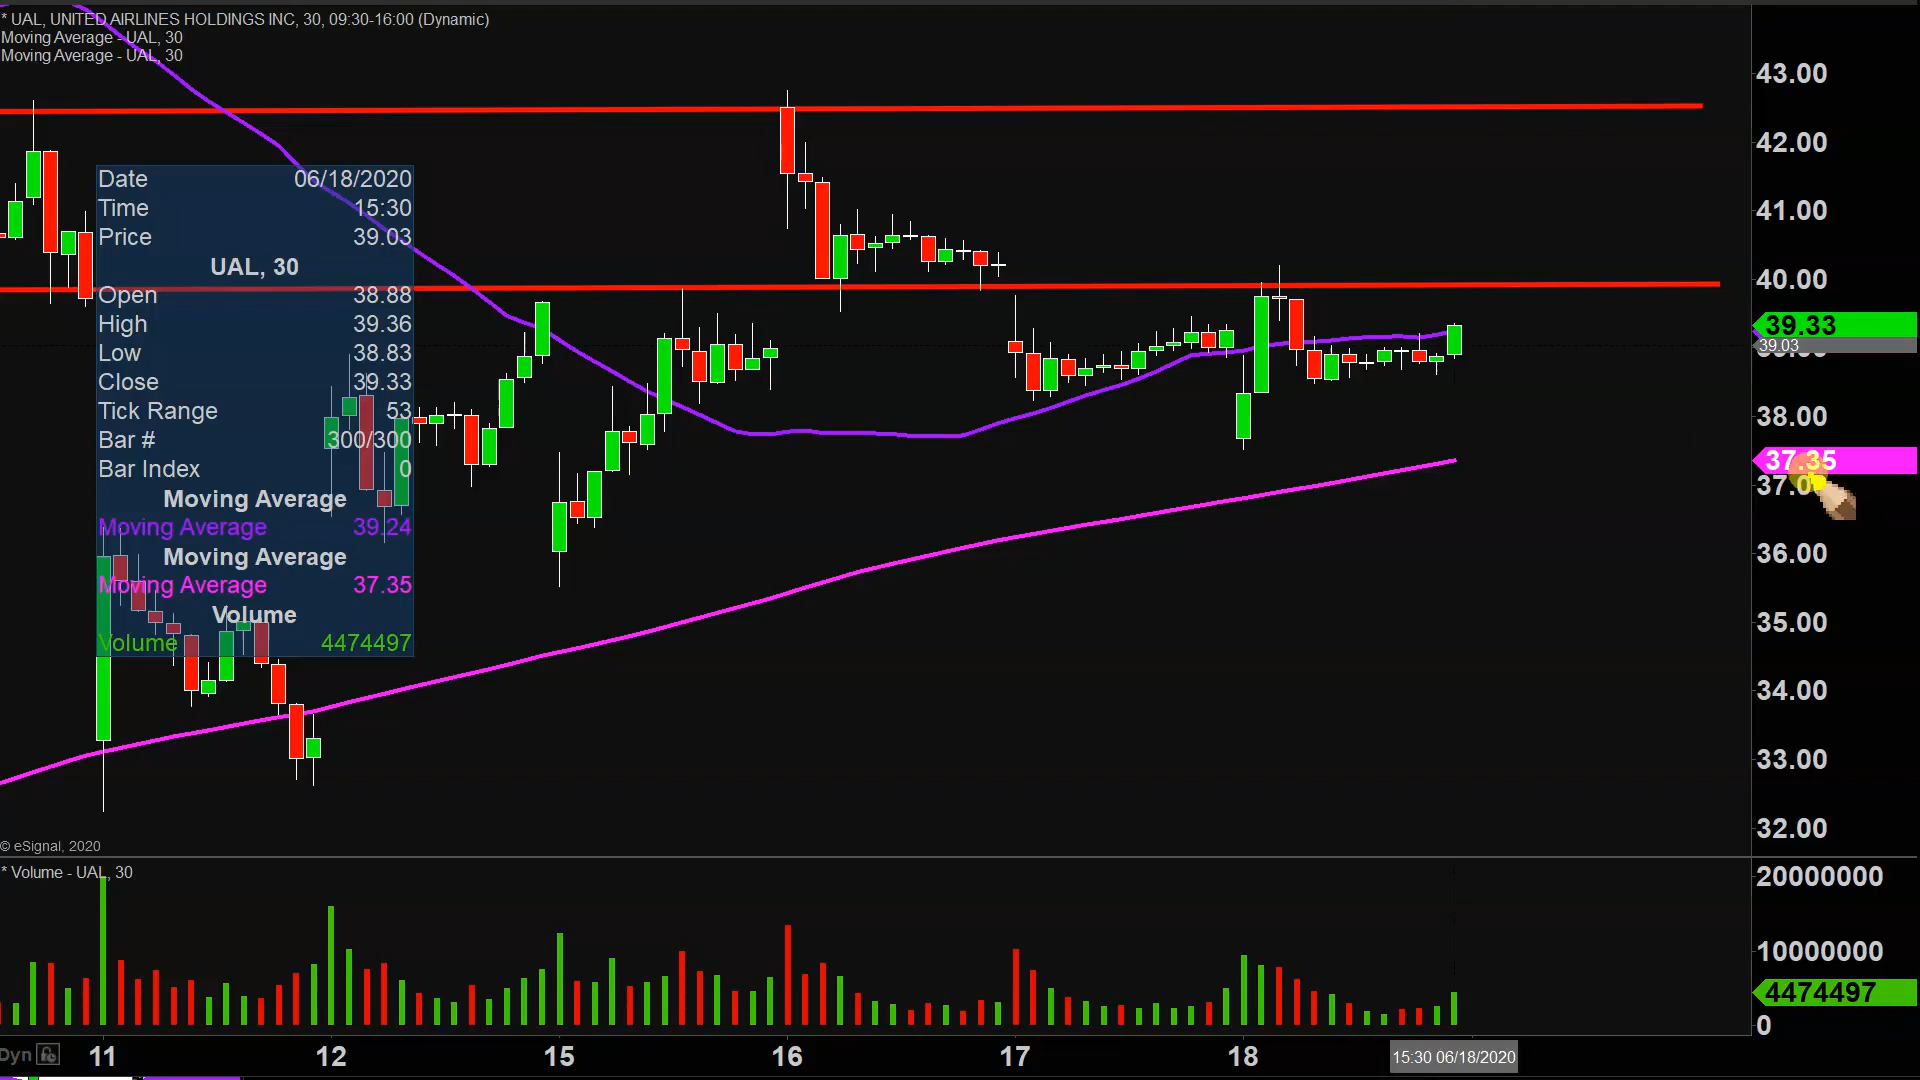 * UAL, UNITED AIRLINES HOLDINGS INC, 30, 09:30-16:00 (Dynamic)
Moving Average - UAL, 30
Moving Average - UAL, 30
43.00
42.00
41.00
40.00
39.33
39.03
38.00
37.35
37.0
36.00
35.00
34.00
33.00
32.00
Date 06/18/2020
Time 15:30
Price 39.03
UAL, 30
Open 38.88
High 39.36
Low 38.83
Close 39.33
Tick Range 53
Bar # 300/300
Bar Index 0
Moving Average
Moving Average 39.24
Moving Average
Moving Average 37.35
Volume
Volume 4474497
© eSignal, 2020
* Volume - UAL, 30
20000000
10000000
4474497
0
Dyn 11 12 15 16 17 18 15:30 06/18/2020